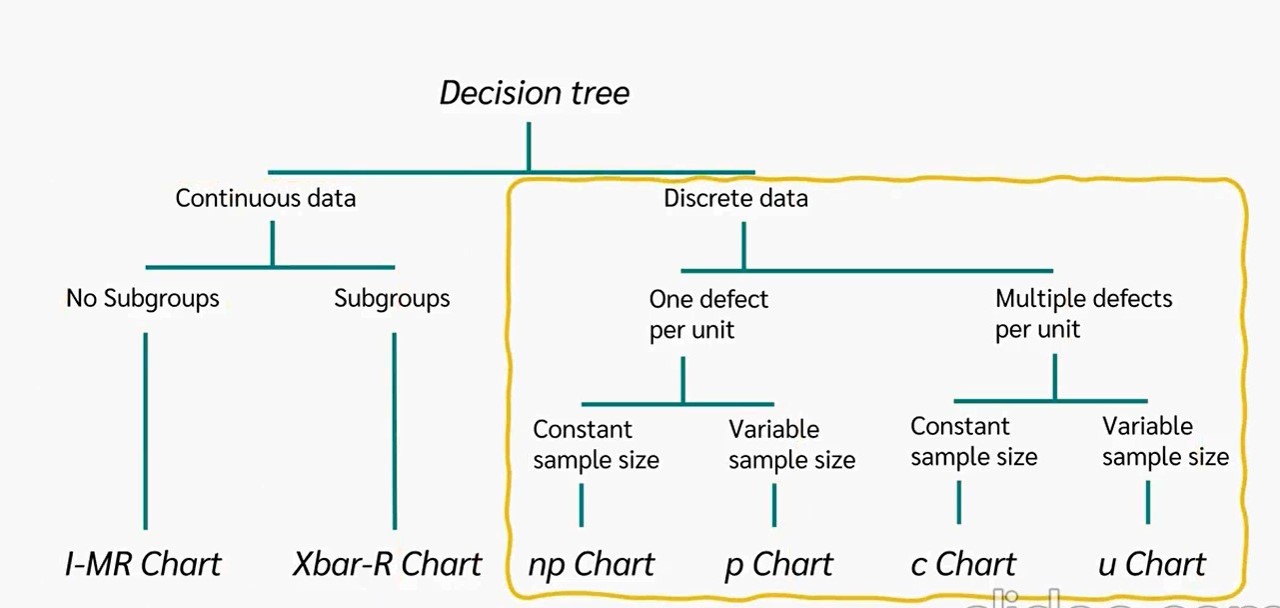 Decision tree
Continuous data
Discrete data
No Subgroups
Subgroups
One defect
per unit
Multiple defects
per unit
Constant
sample size
Variable
sample size
Constant
sample size
Variable
sample size
I-MR Chart
Xbar-R Chart
np Chart
p Chart
c Chart
u Chart